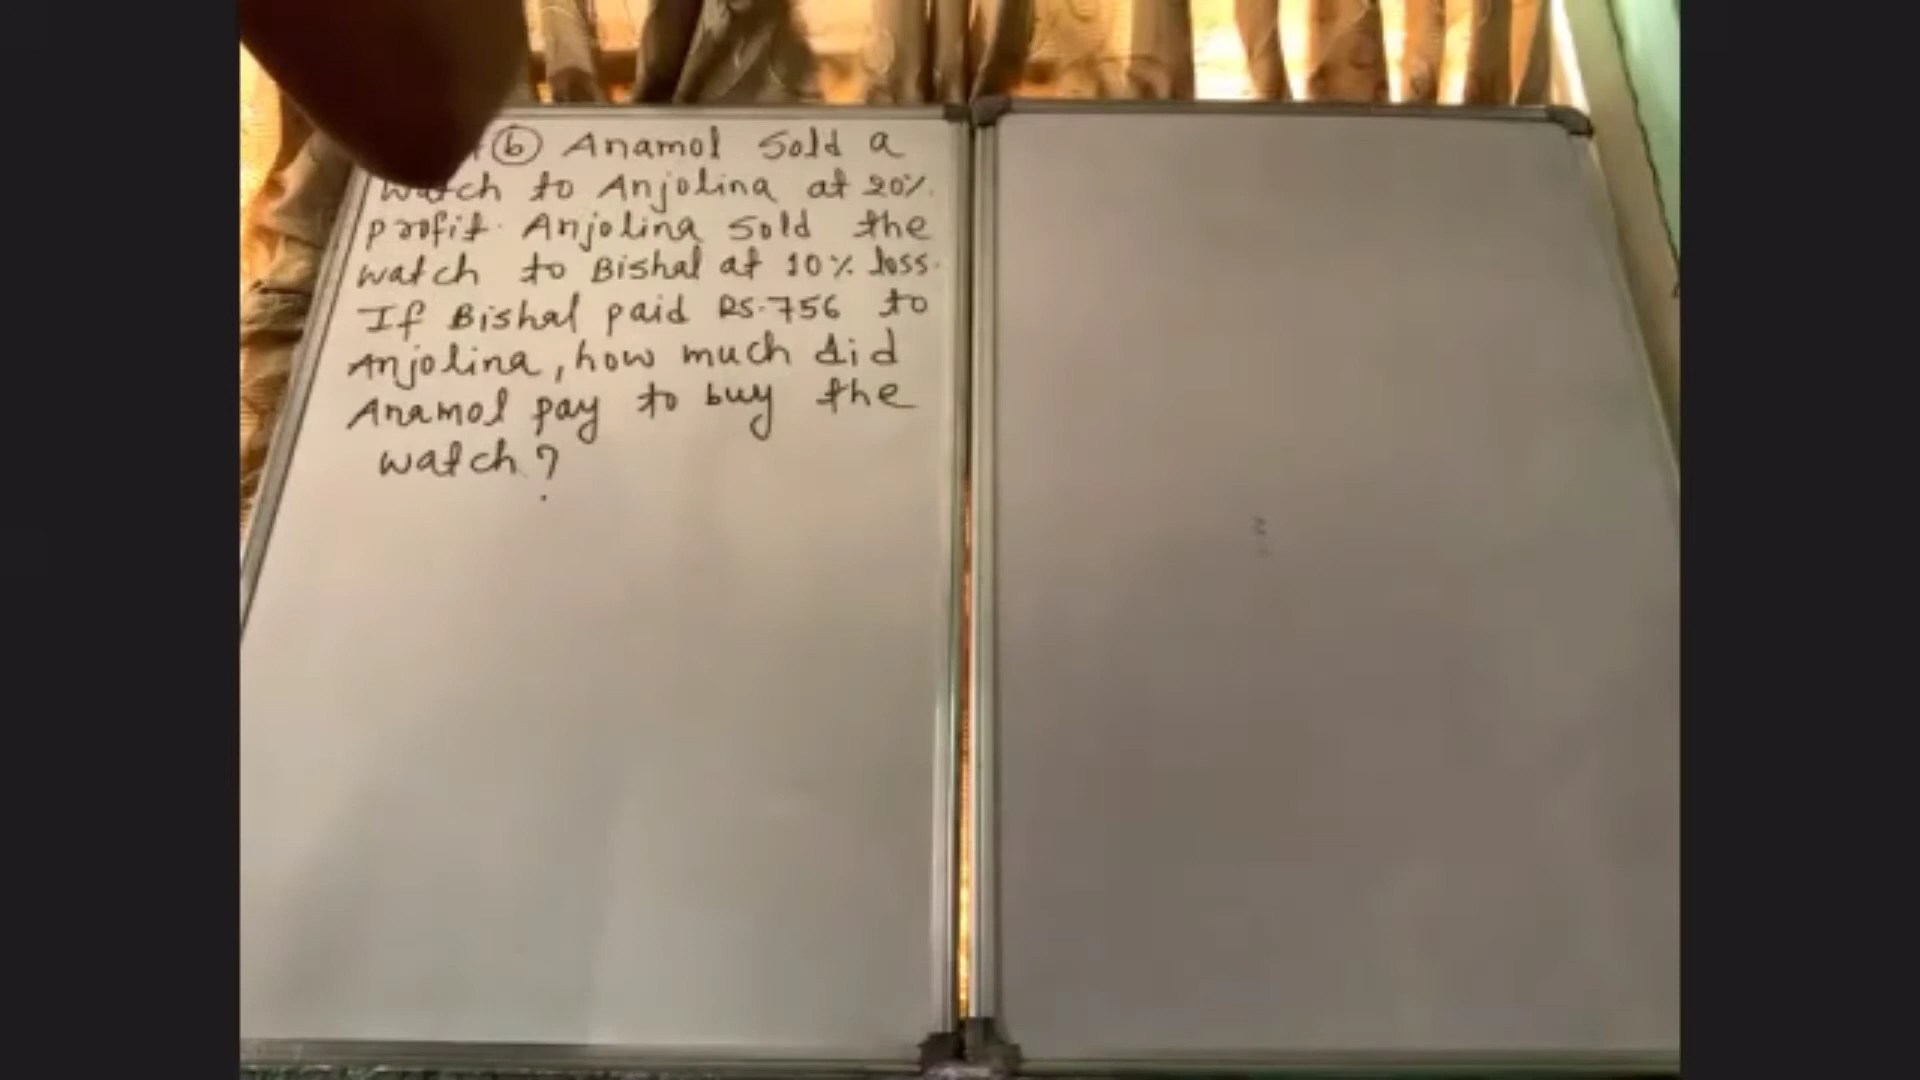 (b) Anamol Sold a
watch to Anjolina at 20%
profit. Anjolina sold the
watch to Bishal at 10% loss.
If Bishal paid RS.756 to
Anjolina, how much did
Anamol pay to buy the
watch?